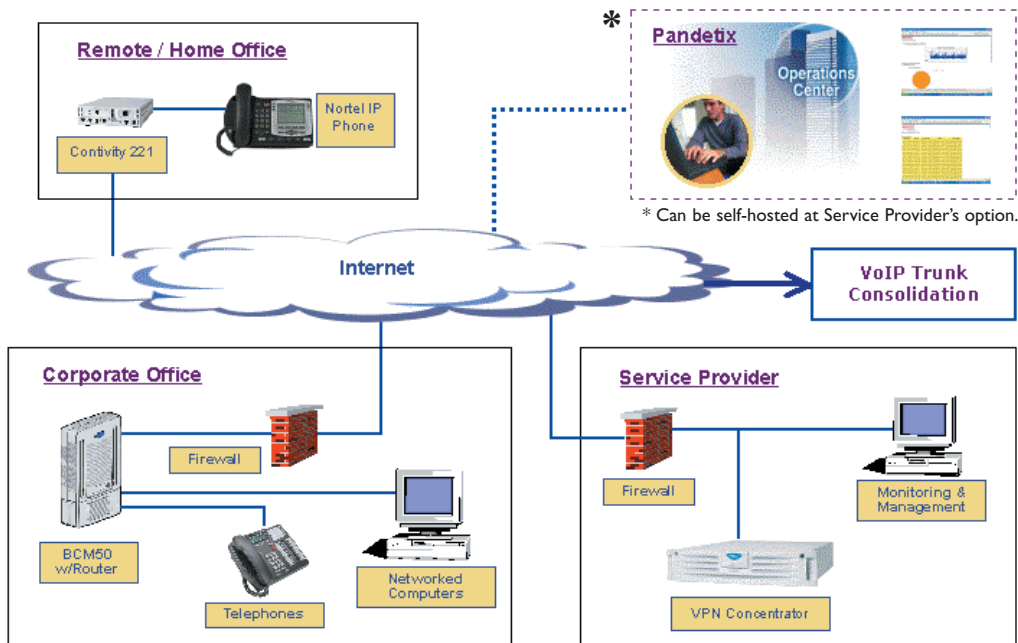 *
Remote / Home Office
Nortel IP
Phone
Contivity 221
Pandetix
Operations
Center
* Can be self-hosted at Service Provider's option.
Internet
VoIP Trunk
Consolidation
Corporate Office
Firewall
BCM50
w/Router
Telephones
Networked
Computers
Service Provider
Firewall
Monitoring &
Management
VPN Concentrator